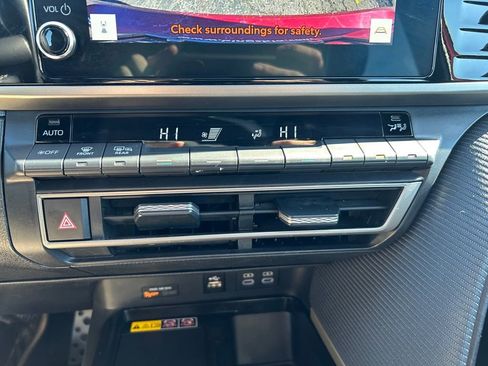 VOL
Check surroundings for safety.
AUTO
HI
HI
OFF
FRONT
REAR